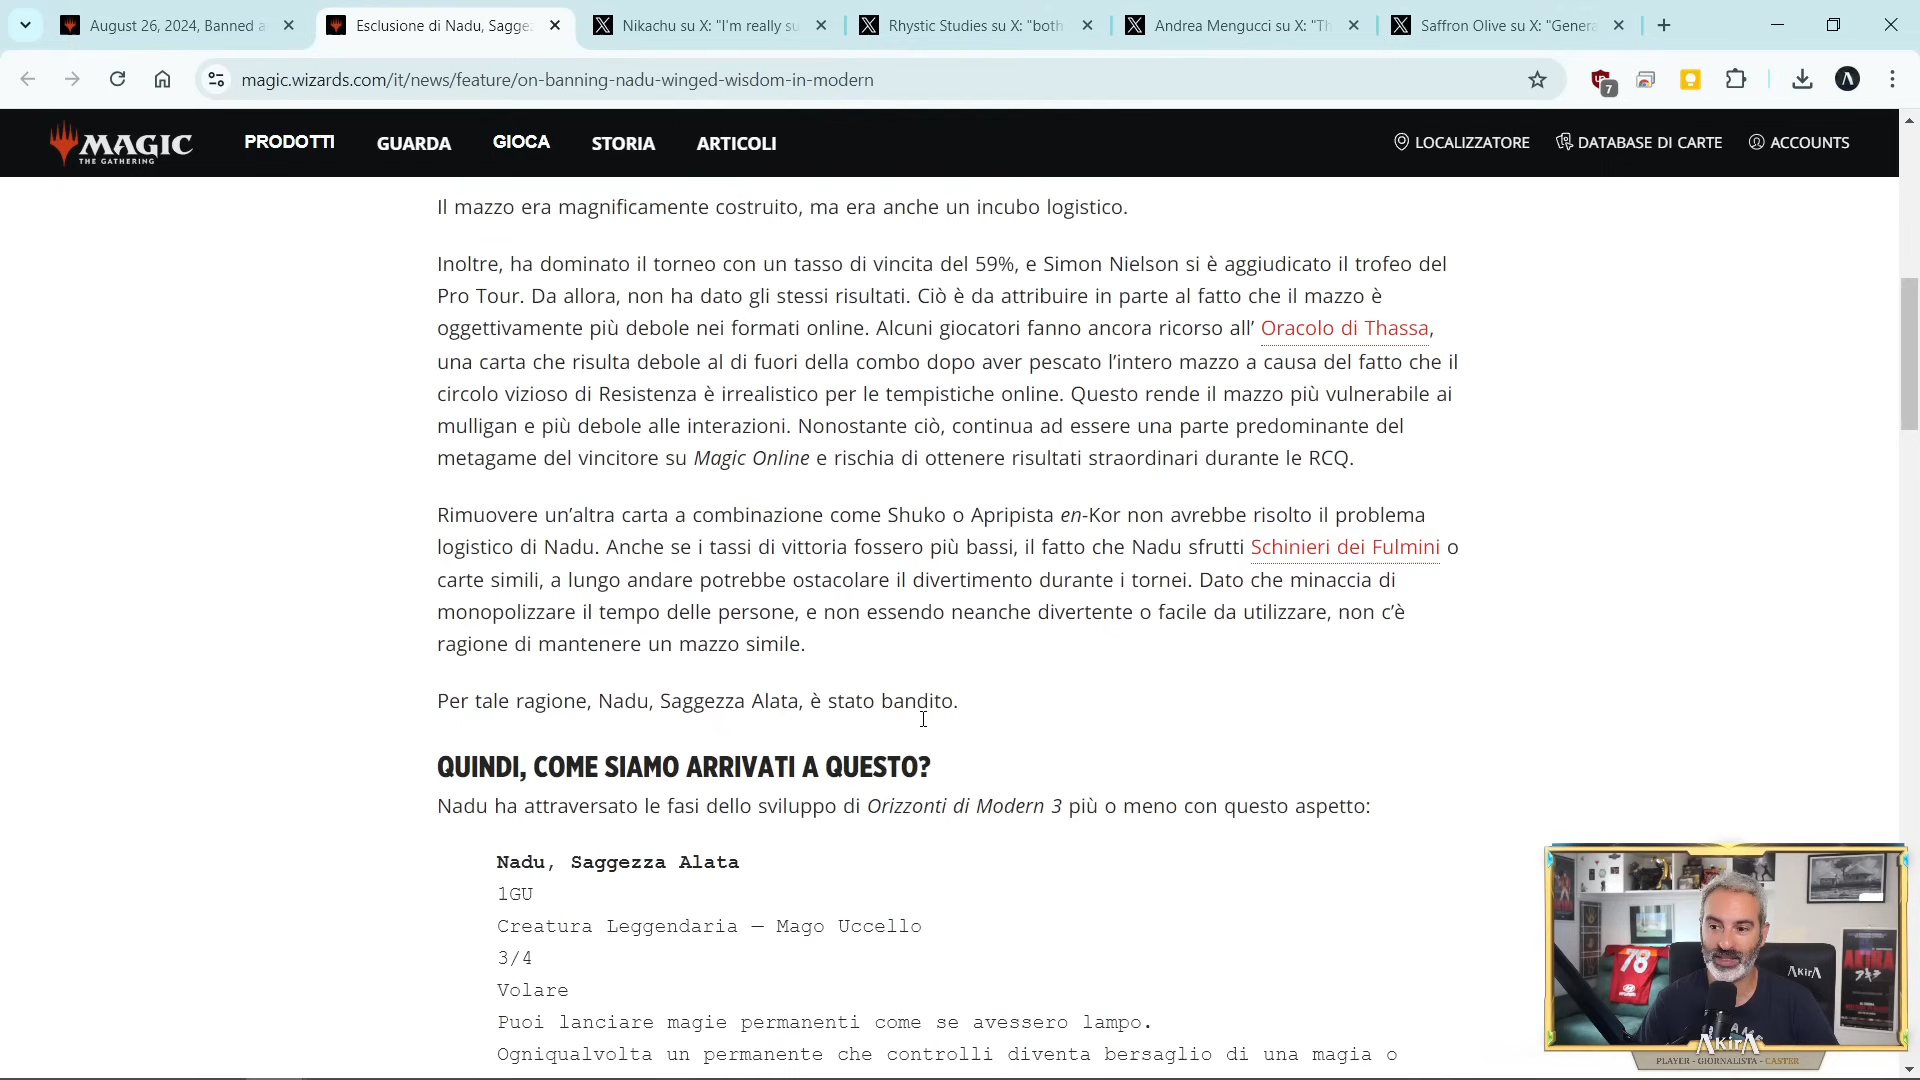 August 26, 2024, Banned a
Esclusione di Nadu, Sagge
Nikachu su X: "I'm really su
Rhystic Studies su X: "both
Andrea Mengucci su X: "Th
Saffron Olive su X: "Genera
magic.wizards.com/it/news/feature/on-banning-nadu-winged-wisdom-in-modern
7
MAGIC
THE GATHERING
PRODOTTI
GUARDA
GIOCA
STORIA
ARTICOLI
LOCALIZZATORE
DATABASE DI CARTE
ACCOUNTS
Il mazzo era magnificamente costruito, ma era anche un incubo logistico.
Inoltre, ha dominato il torneo con un tasso di vincita del 59%, e Simon Nielson si è aggiudicato il trofeo del
Pro Tour. Da allora, non ha dato gli stessi risultati. Ciò è da attribuire in parte al fatto che il mazzo è
oggettivamente più debole nei formati online. Alcuni giocatori fanno ancora ricorso all’ Oracolo di Thassa,
una carta che risulta debole al di fuori della combo dopo aver pescato l’intero mazzo a causa del fatto che il
circolo vizioso di Resistenza è irrealistico per le tempistiche online. Questo rende il mazzo più vulnerabile ai
mulligan e più debole alle interazioni. Nonostante ciò, continua ad essere una parte predominante del
metagame del vincitore su Magic Online e rischia di ottenere risultati straordinari durante le RCQ.
Rimuovere un’altra carta a combinazione come Shuko o Apripista en-Kor non avrebbe risolto il problema
logistico di Nadu. Anche se i tassi di vittoria fossero più bassi, il fatto che Nadu sfrutti Schinieri dei Fulmini o
carte simili, a lungo andare potrebbe ostacolare il divertimento durante i tornei. Dato che minaccia di
monopolizzare il tempo delle persone, e non essendo neanche divertente o facile da utilizzare, non c’è
ragione di mantenere un mazzo simile.
Per tale ragione, Nadu, Saggezza Alata, è stato bandito.
QUINDI, COME SIAMO ARRIVATI A QUESTO?
Nadu ha attraversato le fasi dello sviluppo di Orizzonti di Modern 3 più o meno con questo aspetto:
Nadu, Saggezza Alata
1GU
Creatura Leggendaria — Mago Uccello
3/4
Volare
Puoi lanciare magie permanenti come se avessero lampo.
Ogniqualvolta un permanente che controlli diventa bersaglio di una magia o
78
AKirA
AKirA
PLAYER - GIORNALISTA - CASTER